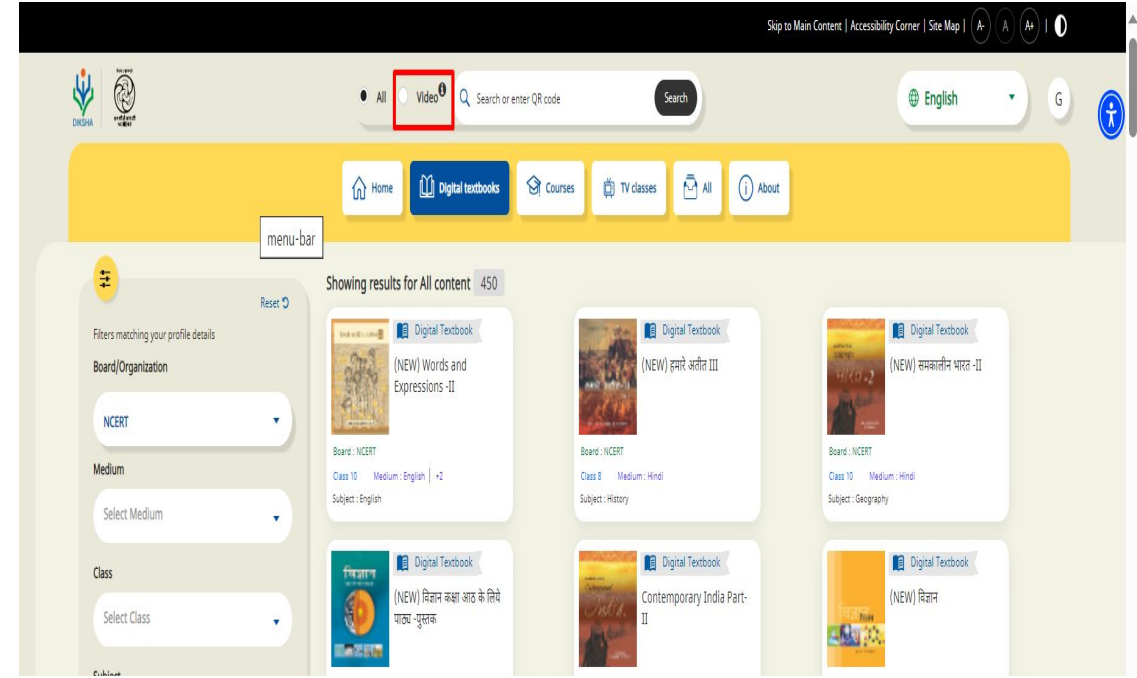 Skip to Main Content | Accessibility Corner | Site Map | A- A A+ |
DIKSHA
All Video Search or enter QR code Search
English G
Home Digital textbooks Courses TV classes All About
menu-bar
Reset
Filters matching your profile details
Board/Organization
NCERT
Medium
Select Medium
Class
Select Class
Subject
Showing results for All content 450
Digital Textbook
(NEW) Words and
Expressions -II
Board : NCERT
Class 10 Medium : English | +2
Subject : English
Digital Textbook
(NEW) हमारे अतीत III
Board : NCERT
Class 8 Medium : Hindi
Subject : History
Digital Textbook
(NEW) समकालीन भारत -II
Board : NCERT
Class 10 Medium : Hindi
Subject : Geography
Digital Textbook
(NEW) विज्ञान कक्षा आठ के लिये
पाठ्य -पुस्तक
Digital Textbook
Contemporary India Part-
II
Digital Textbook
(NEW) विज्ञान